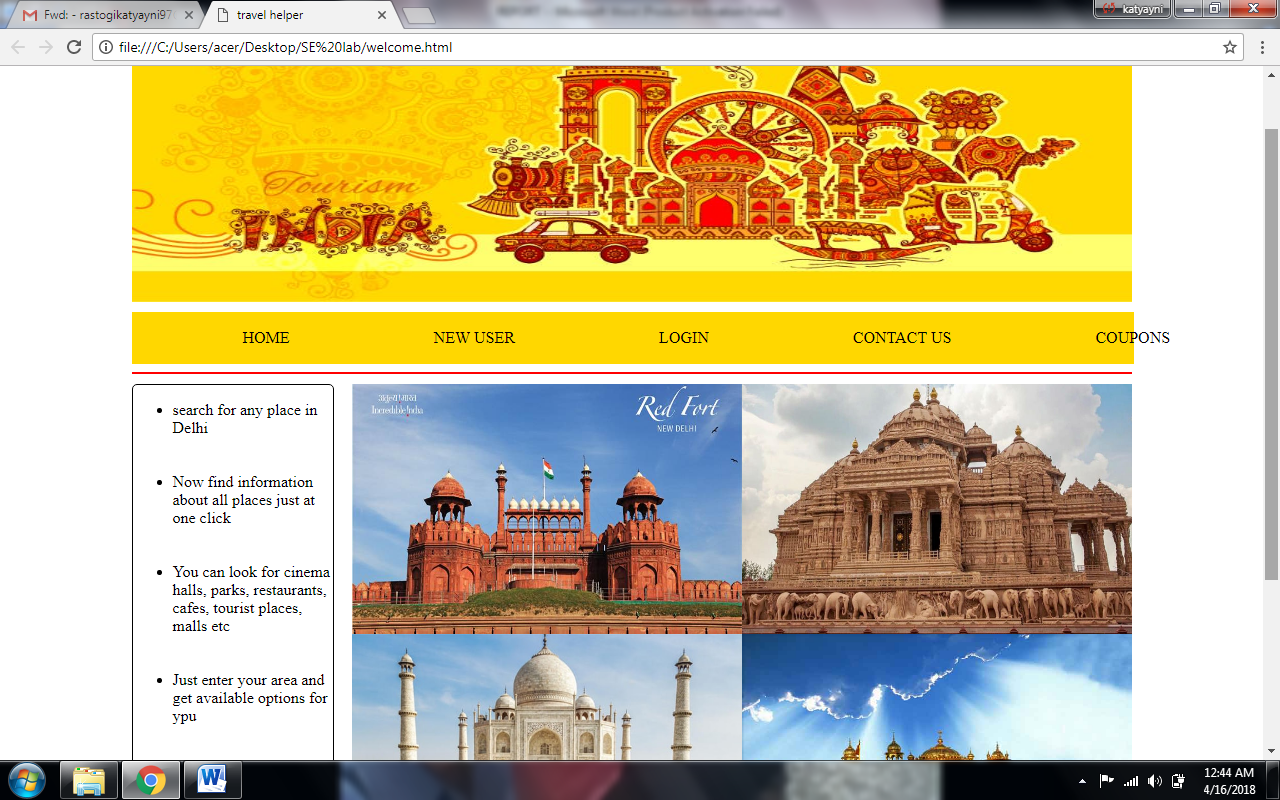 Fwd: - rastogikatyayni97
travel helper
katyayni
file:///C:/Users/acer/Desktop/SE%20lab/welcome.html
Tourism
INDIA
HOME NEW USER LOGIN CONTACT US COUPONS
search for any place in
Delhi
Now find information
about all places just at
one click
You can look for cinema
halls, parks, restaurants,
cafes, tourist places,
malls etc
Just enter your area and
get available options for
ypu
Incredible India
Red Fort
NEW DELHI
12:44 AM
4/16/2018